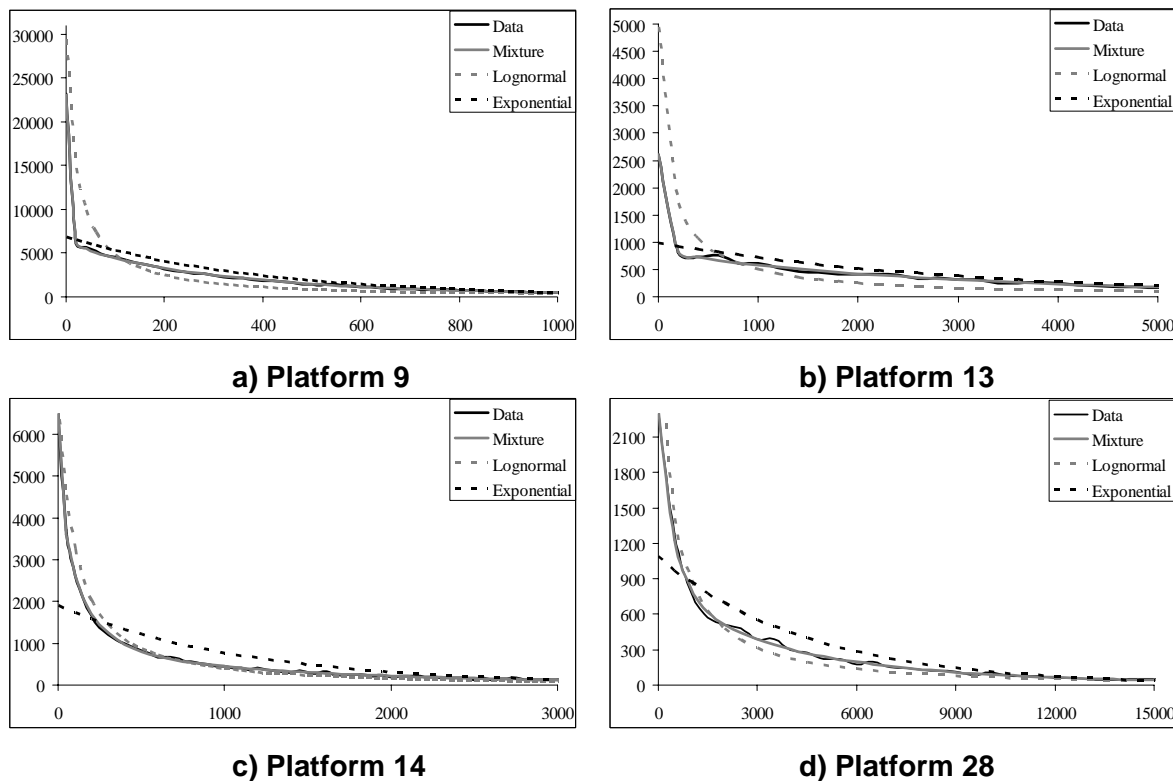 30000
25000
20000
15000
10000
5000
0
0 200 400 600 800 1000
Data
Mixture
Lognormal
Exponential
a) Platform 9
5000
4500
4000
3500
3000
2500
2000
1500
1000
500
0
0 1000 2000 3000 4000 5000
Data
Mixture
Lognormal
Exponential
b) Platform 13
6000
5000
4000
3000
2000
1000
0
0 1000 2000 3000
Data
Mixture
Lognormal
Exponential
c) Platform 14
2100
1800
1500
1200
900
600
300
0
0 3000 6000 9000 12000 15000
Data
Mixture
Lognormal
Exponential
d) Platform 28